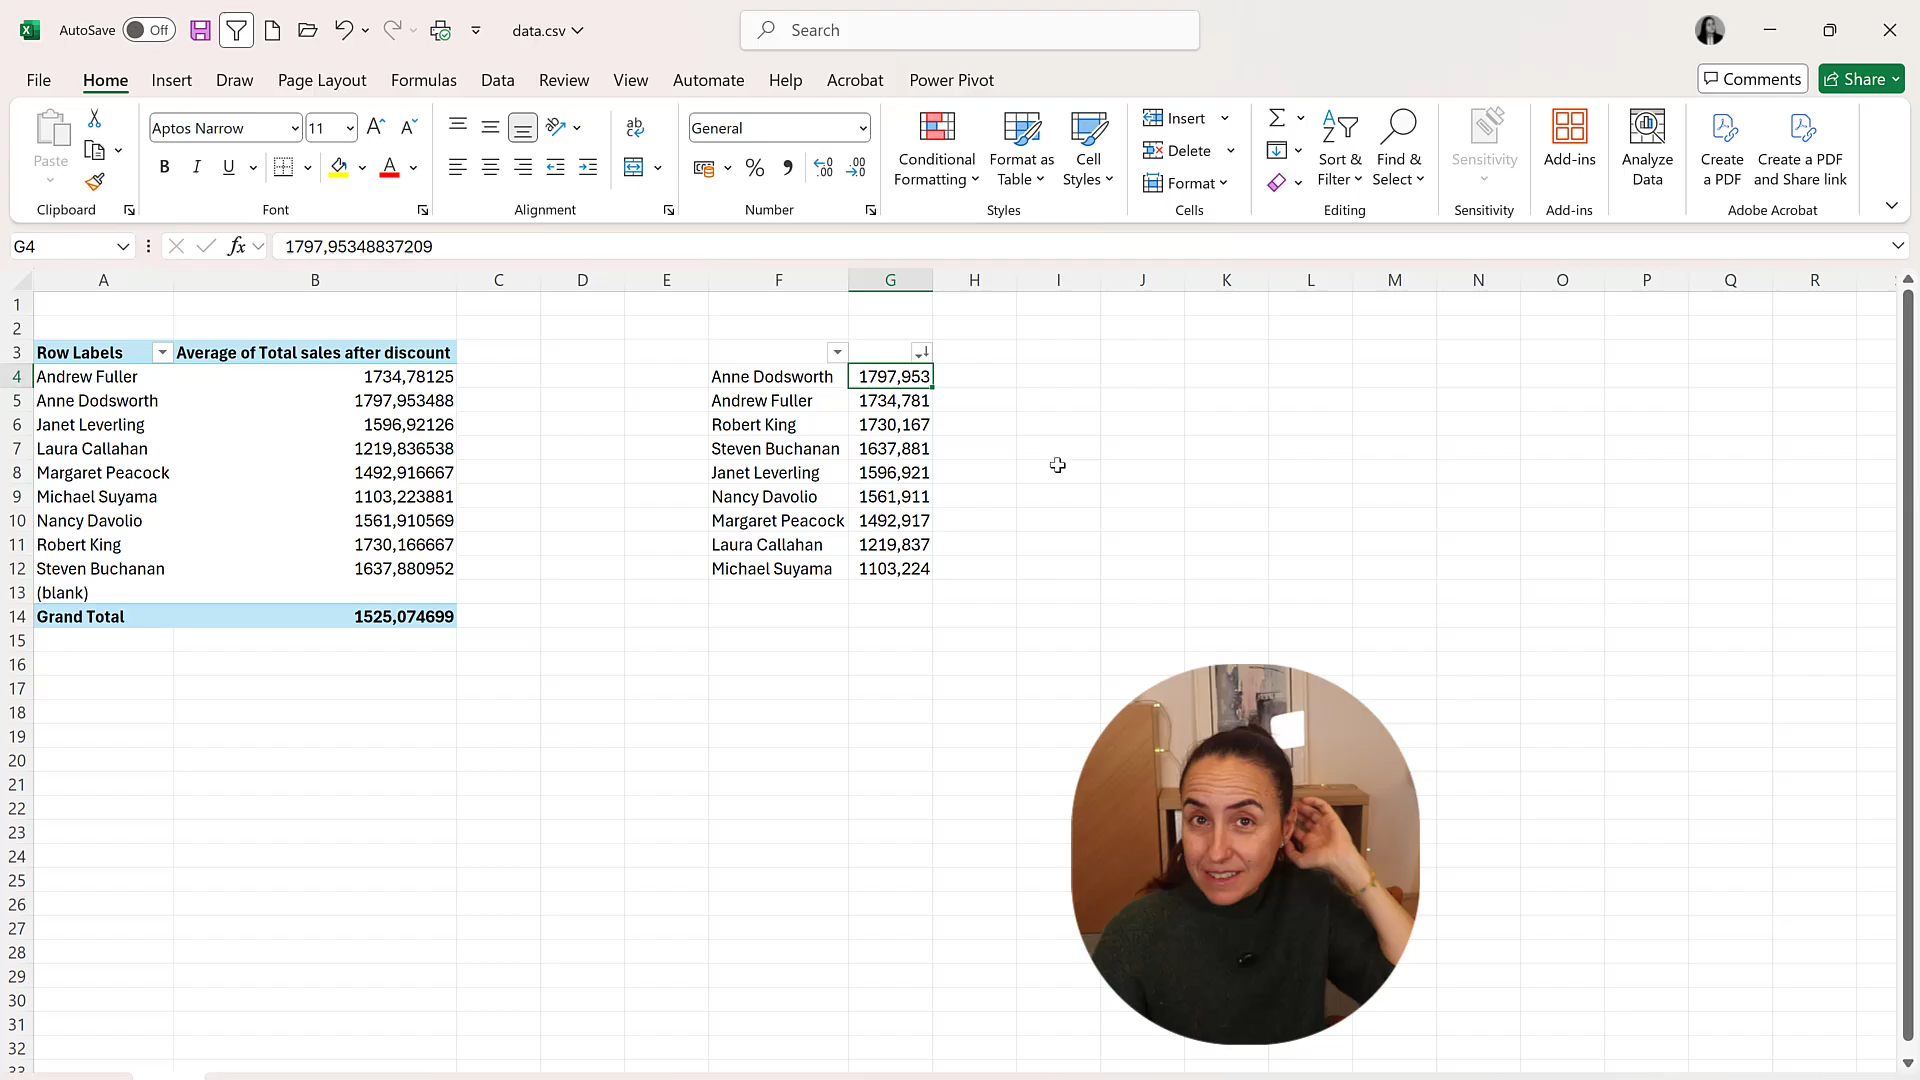 AutoSave Off data.csv Search
File Home Insert Draw Page Layout Formulas Data Review View Automate Help Acrobat Power Pivot Comments Share
Paste
Clipboard
Aptos Narrow 11
B I U
Font
ab
Alignment
General
%
Number
Conditional Formatting
Format as Table
Cell Styles
Styles
Insert
Delete
Format
Cells
Sort & Filter
Find & Select
Editing
Sensitivity
Sensitivity
Add-ins
Add-ins
Analyze Data
Create a PDF
Create a PDF and Share link
Adobe Acrobat
G4 fx 1797,95348837209
A B C D E F G H I J K L M N O P Q R
1
2
3 Row Labels Average of Total sales after discount
4 Andrew Fuller 1734,78125 Anne Dodsworth 1797,953
5 Anne Dodsworth 1797,953488 Andrew Fuller 1734,781
6 Janet Leverling 1596,92126 Robert King 1730,167
7 Laura Callahan 1219,836538 Steven Buchanan 1637,881
8 Margaret Peacock 1492,916667 Janet Leverling 1596,921
9 Michael Suyama 1103,223881 Nancy Davolio 1561,911
10 Nancy Davolio 1561,910569 Margaret Peacock 1492,917
11 Robert King 1730,166667 Laura Callahan 1219,837
12 Steven Buchanan 1637,880952 Michael Suyama 1103,224
13 (blank)
14 Grand Total 1525,074699
15
16
17
18
19
20
21
22
23
24
25
26
27
28
29
30
31
32
33